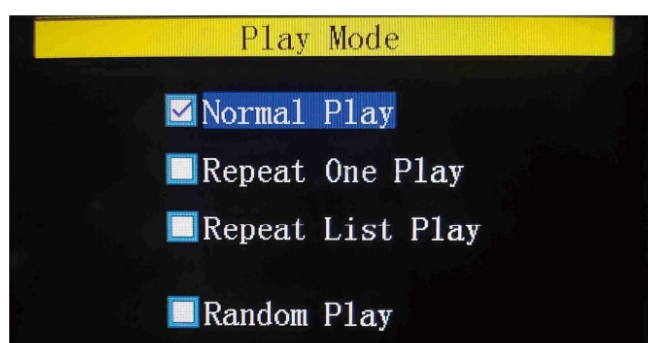 Play Mode
Normal Play
Repeat One Play
Repeat List Play
Random Play